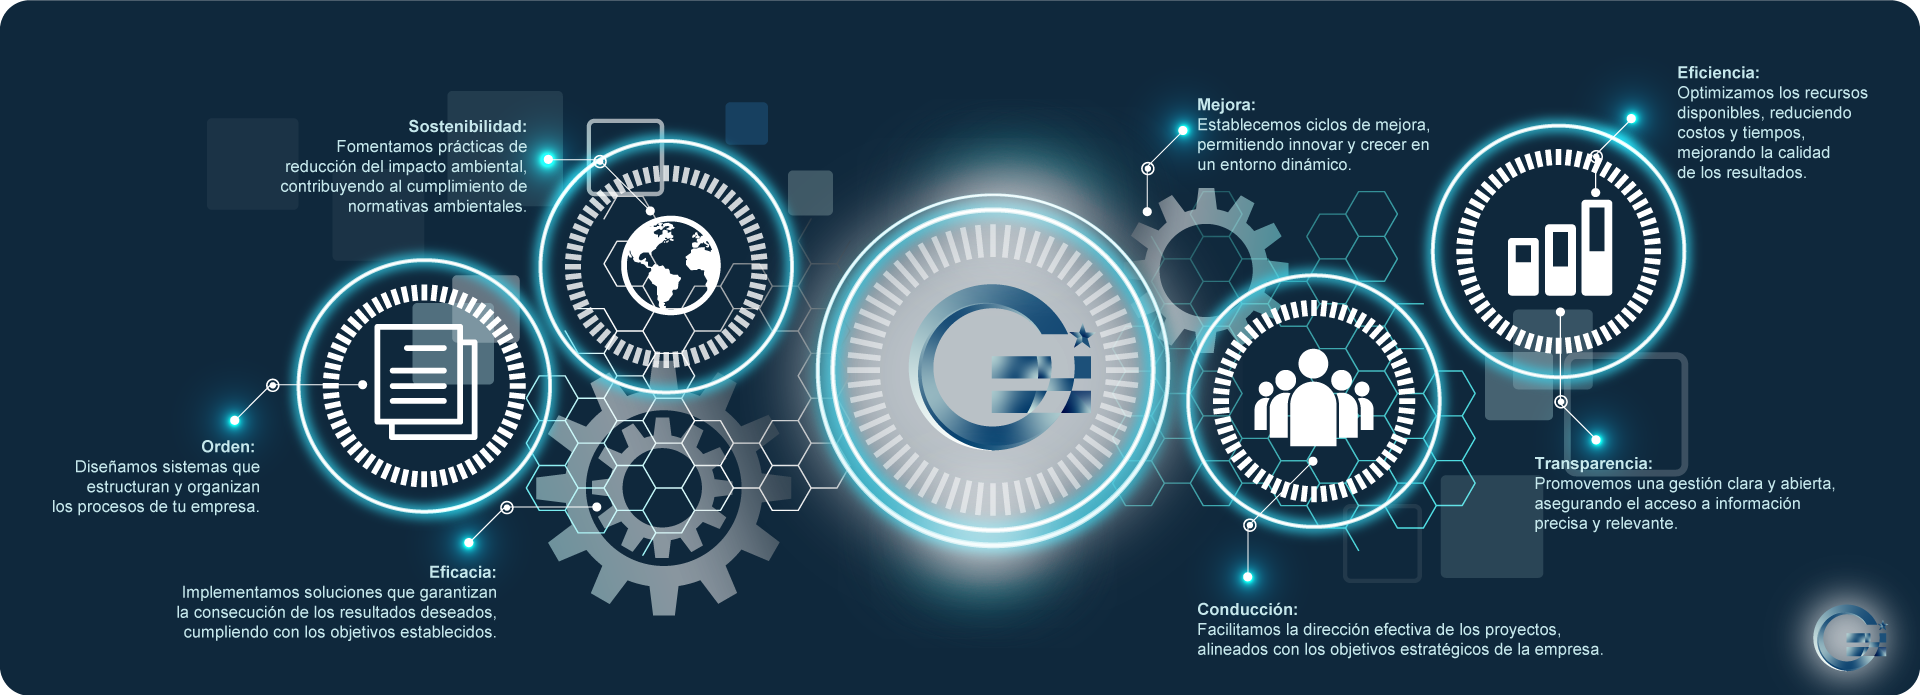 Sostenibilidad:
Fomentamos prácticas de
reducción del impacto ambiental,
contribuyendo al cumplimiento de
normativas ambientales.
Orden:
Diseñamos sistemas que
estructuran y organizan
los procesos de tu empresa.
Eficacia:
Implementamos soluciones que garantizan
la consecución de los resultados deseados,
cumpliendo con los objetivos establecidos.
Mejora:
Establecemos ciclos de mejora,
permitiendo innovar y crecer en
un entorno dinámico.
Eficiencia:
Optimizamos los recursos
disponibles, reduciendo
costos y tiempos,
mejorando la calidad
de los resultados.
Transparencia:
Promovemos una gestión clara y abierta,
asegurando el acceso a información
precisa y relevante.
Conducción:
Facilitamos la dirección efectiva de los proyectos,
alineados con los objetivos estratégicos de la empresa.